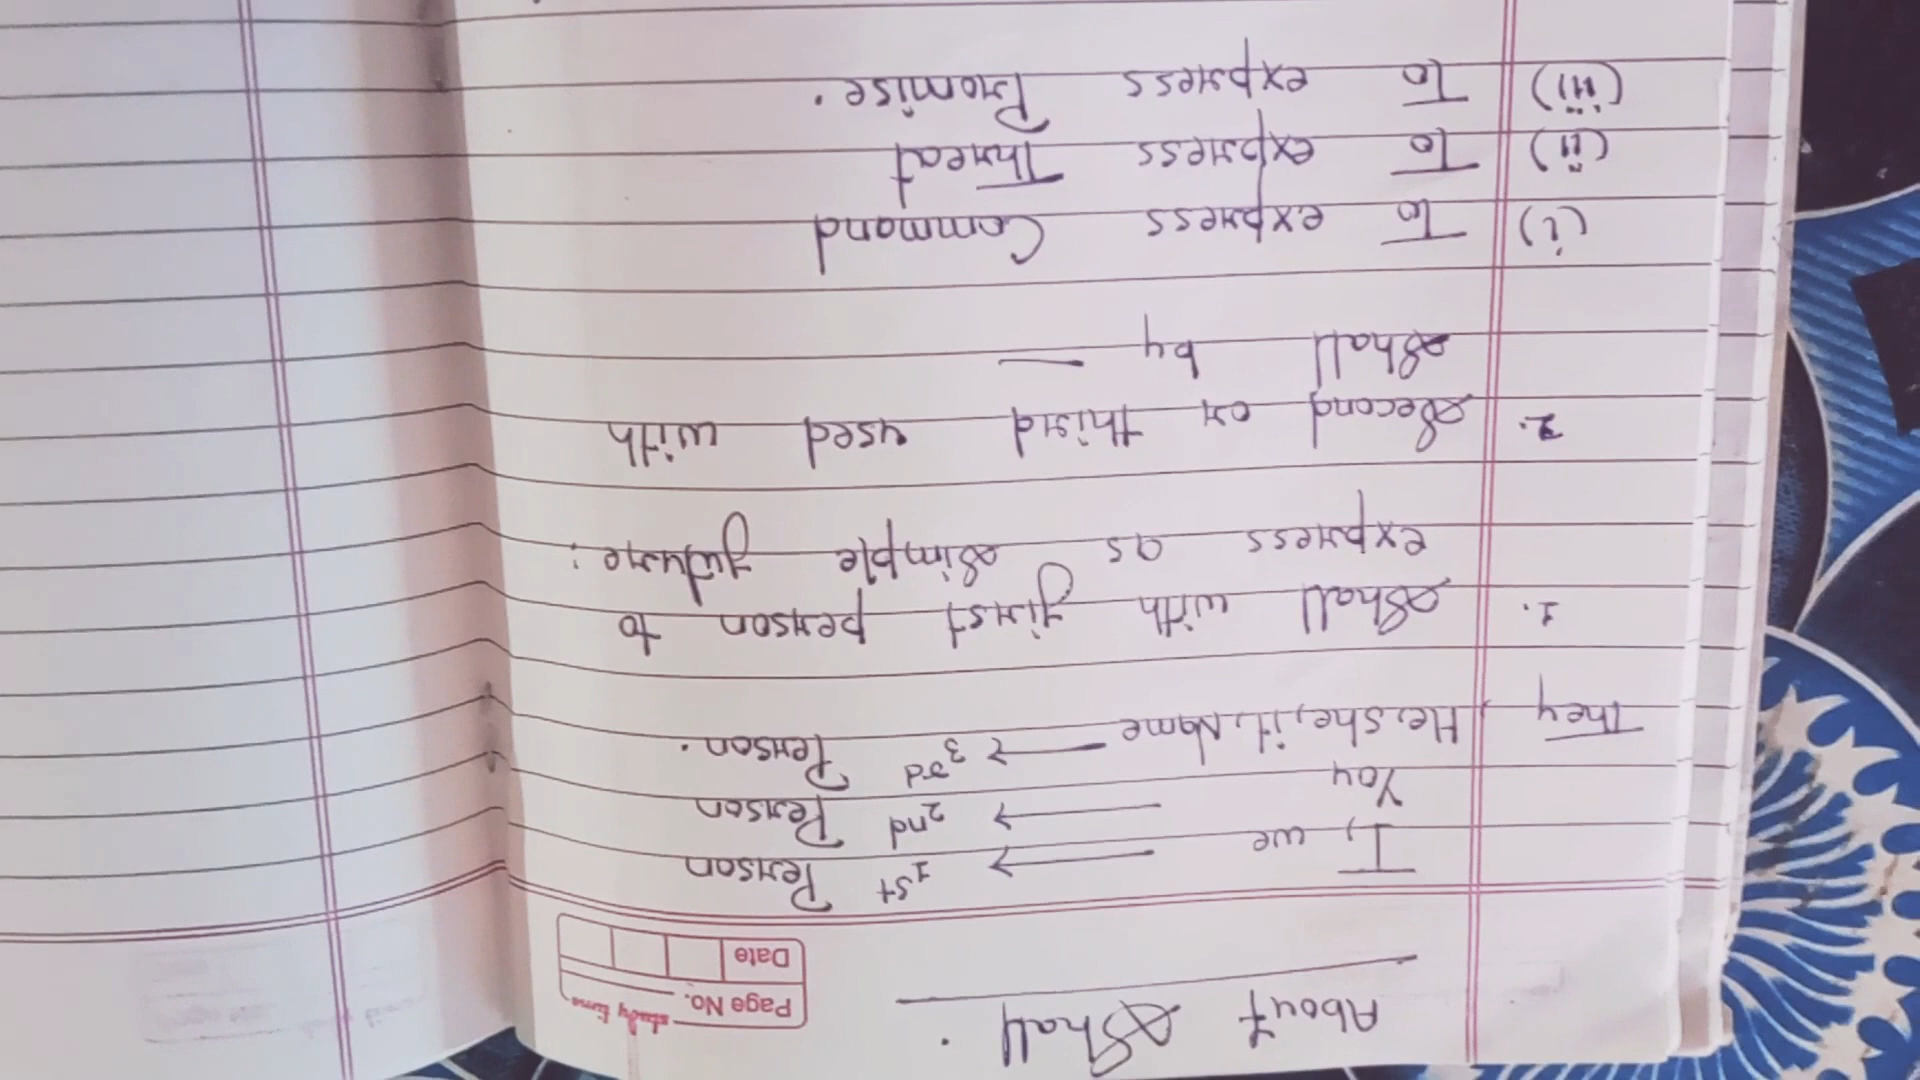 About Shall.
Page No.
study time
Date
I, we → 1st Person
You → 2nd Person
They, He, she, it, Name → 3rd Person.
1. Shall with first person to
express as simple future:
2. Second or third used with
shall by —
(i) To express Command
(ii) To express Threat
(iii) To express Promise.